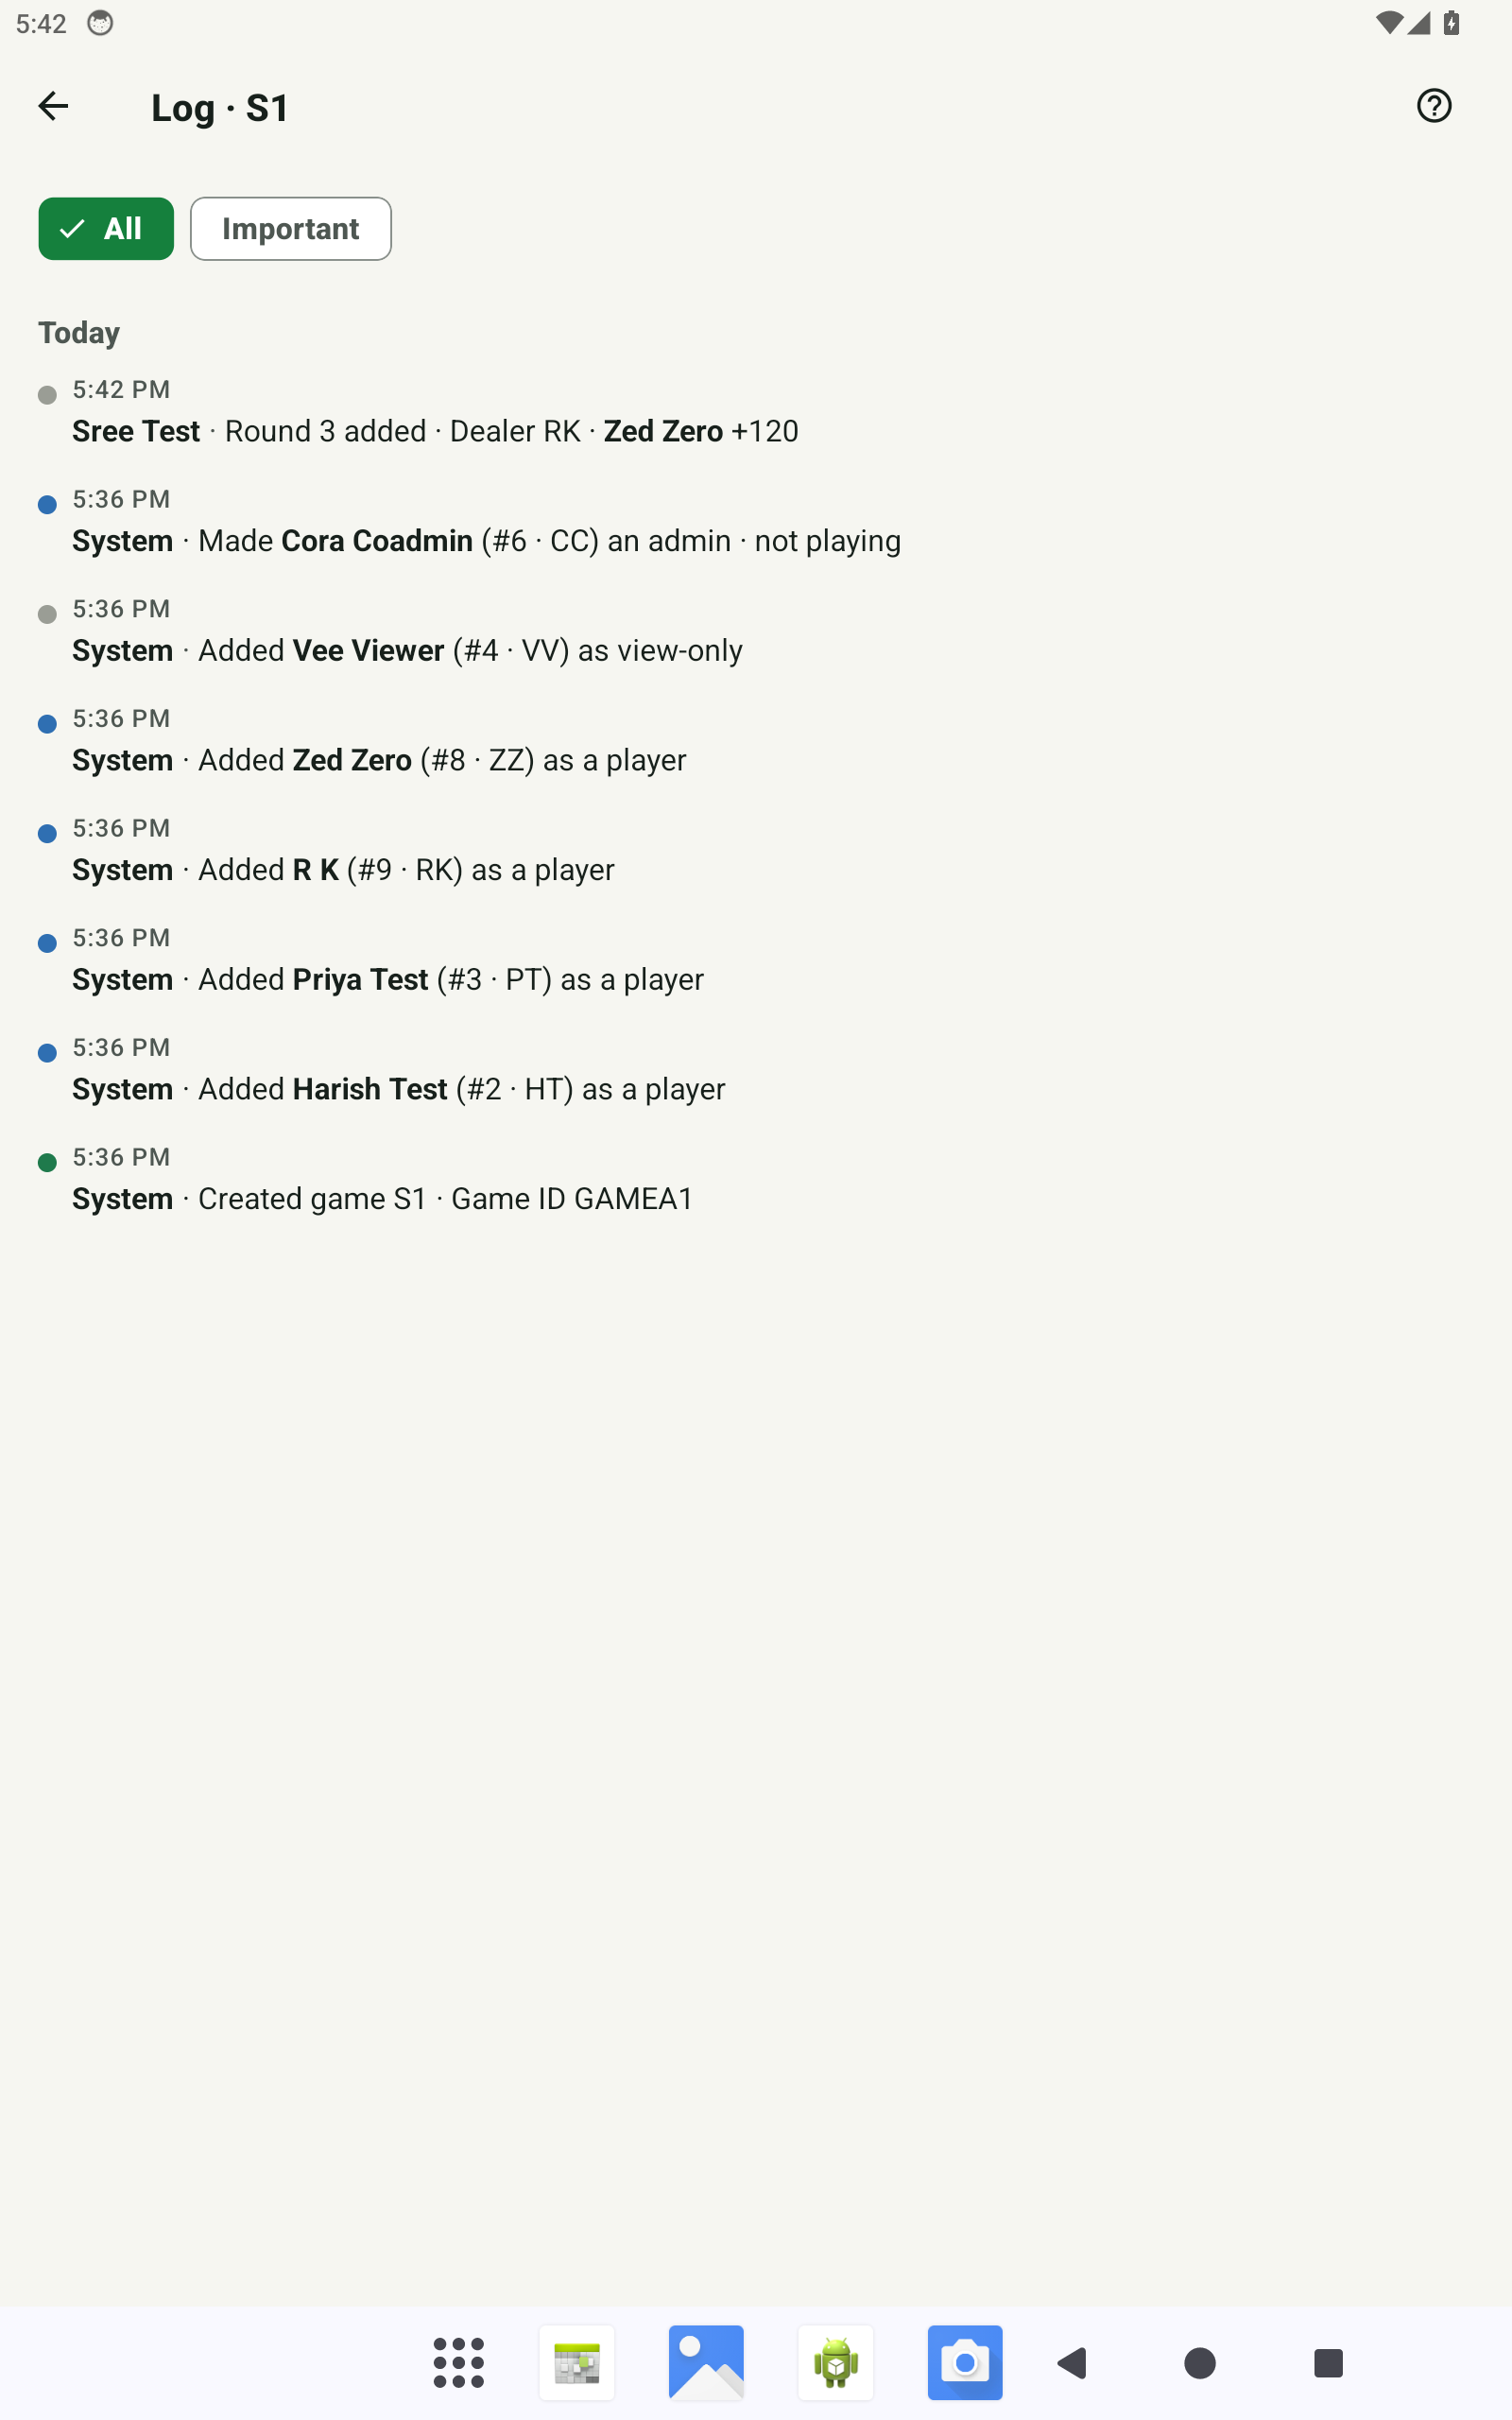 5:42
Log · S1
All
Important
Today
5:42 PM
Sree Test · Round 3 added · Dealer RK · Zed Zero +120
5:36 PM
System · Made Cora Coadmin (#6 · CC) an admin · not playing
5:36 PM
System · Added Vee Viewer (#4 · VV) as view-only
5:36 PM
System · Added Zed Zero (#8 · ZZ) as a player
5:36 PM
System · Added R K (#9 · RK) as a player
5:36 PM
System · Added Priya Test (#3 · PT) as a player
5:36 PM
System · Added Harish Test (#2 · HT) as a player
5:36 PM
System · Created game S1 · Game ID GAMEA1